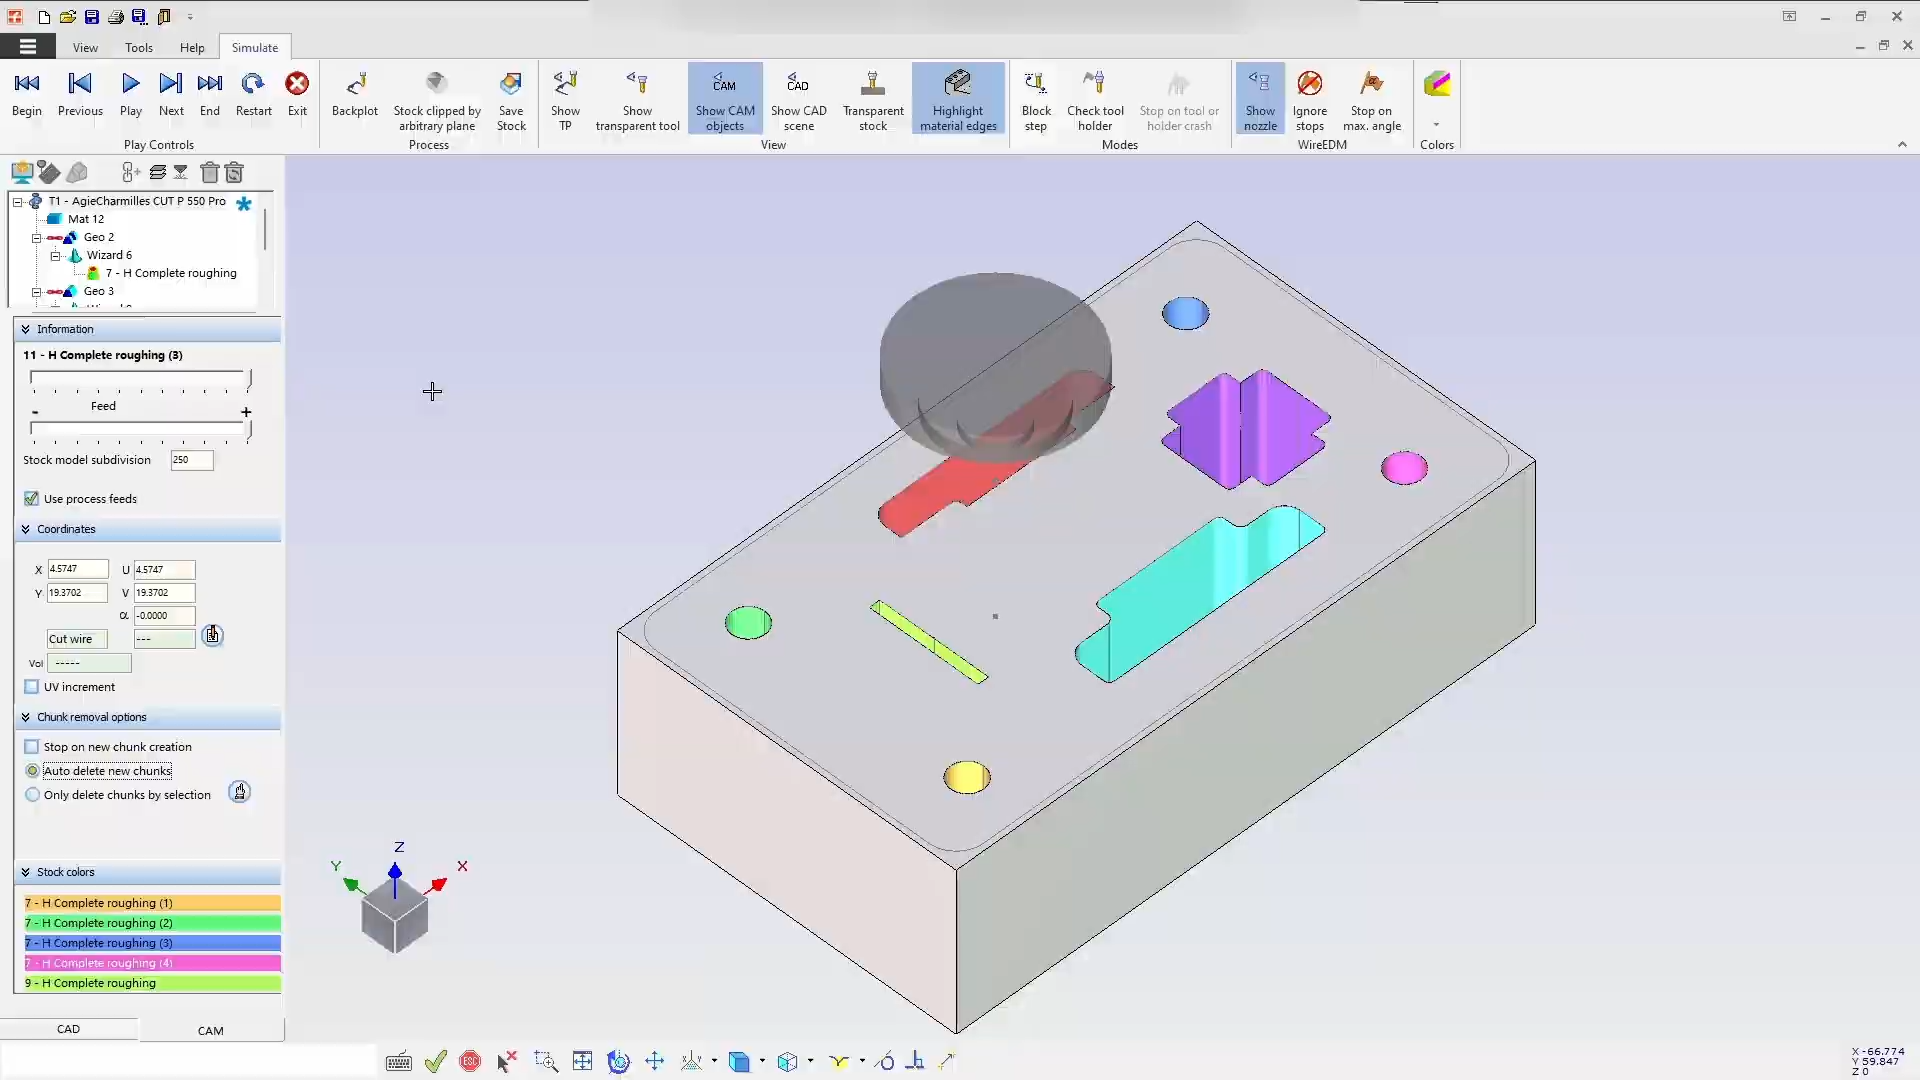 View Tools Help Simulate
Begin Previous Play Next End Restart Exit
Play Controls
Backplot Stock clipped by arbitrary plane Save Stock
Process
Show TP Show transparent tool CAM Show CAM objects CAD Show CAD scene Transparent stock Highlight material edges
View
Block step Check tool holder Stop on tool or holder crash
Modes
Show nozzle Ignore stops Stop on max. angle
WireEDM
Colors
T1 - AgieCharmilles CUT P 550 Pro
Mat 12
Geo 2
Wizard 6
7 - H Complete roughing
Geo 3
Information
11 - H Complete roughing (3)
Feed
- +
Stock model subdivision 250
Use process feeds
Coordinates
X 4.5747 U 4.5747
Y 19.3702 V 19.3702
α -0.0000
Cut wire ---
Vol -----
UV increment
Chunk removal options
Stop on new chunk creation
Auto delete new chunks
Only delete chunks by selection
Stock colors
7 - H Complete roughing (1)
7 - H Complete roughing (2)
7 - H Complete roughing (3)
7 - H Complete roughing (4)
9 - H Complete roughing
CAD CAM
Z
Y X
ESC
X -66.774
Y 59.847
Z 0